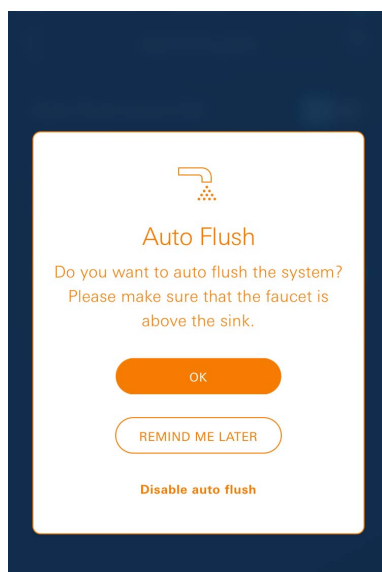 Auto Flush
Do you want to auto flush the system?
Please make sure that the faucet is
above the sink.
OK
REMIND ME LATER
Disable auto flush